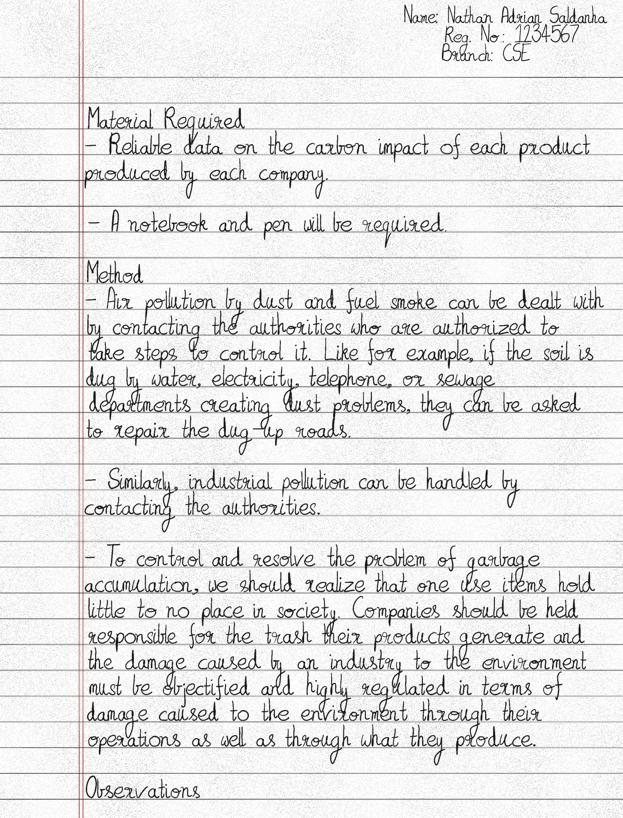 Name: Nathan Adrian Saldanha
Reg. No: 1234567
Branch: CSE
Material Required
- Reliable data on the carbon impact of each product
produced by each company.
- A notebook and pen will be required.
Method
- Air pollution by dust and fuel smoke can be dealt with
by contacting the authorities who are authorized to
take steps to control it. Like for example, if the soil is
dug by water, electricity, telephone, or sewage
departments creating dust problems, they can be asked
to repair the dug-up roads.
- Similarly, industrial pollution can be handled by
contacting the authorities.
- To control and resolve the problem of garbage
accumulation, we should realize that one use items hold
little to no place in society. Companies should be held
responsible for the trash their products generate and
the damage caused by an industry to the environment
must be objectified and highly regulated in terms of
damage caused to the environment through their
operations as well as through what they produce.
Observations